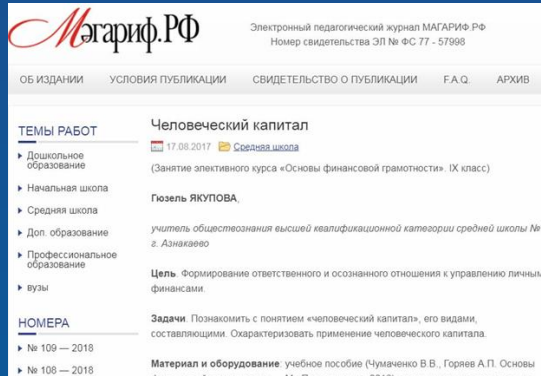 Мәгариф.РФ
Электронный педагогический журнал МАГАРИФ.РФ
Номер свидетельства ЭЛ № ФС 77 - 57998
ОБ ИЗДАНИИ УСЛОВИЯ ПУБЛИКАЦИИ СВИДЕТЕЛЬСТВО О ПУБЛИКАЦИИ F.A.Q. АРХИВ
ТЕМЫ РАБОТ
Дошкольное
образование
Начальная школа
Средняя школа
Доп. образование
Профессиональное
образование
вузы
НОМЕРА
№ 109 — 2018
№ 108 — 2018
Человеческий капитал
17.08.2017 Средняя школа
(Занятие элективного курса «Основы финансовой грамотности». IX класс)
Гюзель ЯКУПОВА,
учитель обществознания высшей квалификационной категории средней школы №
г. Азнакаево
Цель. Формирование ответственного и осознанного отношения к управлению личным
финансами.
Задачи. Познакомить с понятием «человеческий капитал», его видами,
составляющими. Охарактеризовать применение человеческого капитала.
Материал и оборудование: учебное пособие (Чумаченко В.В., Горяев А.П. Основы